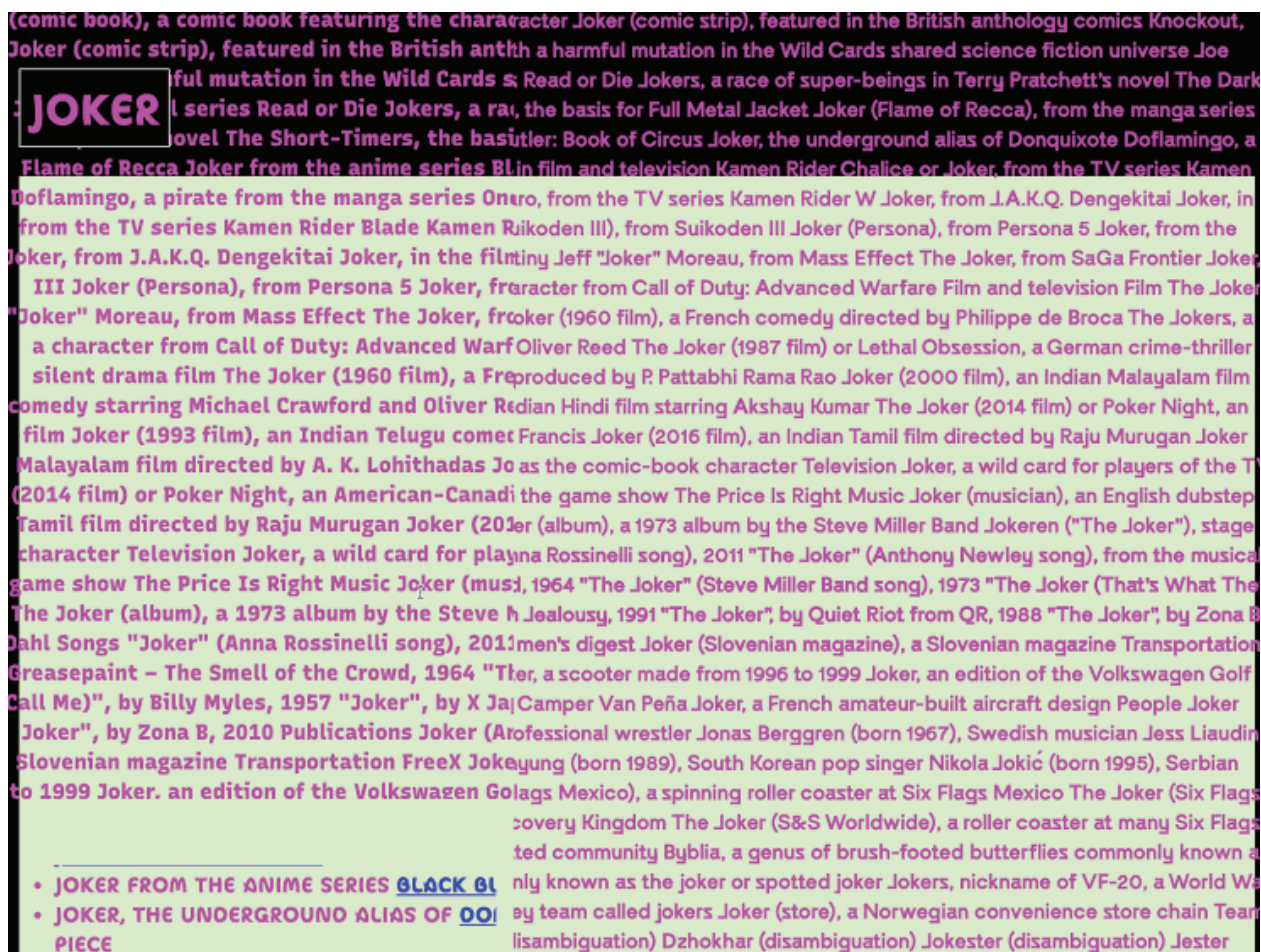 (comic book), a comic book featuring the chara racter Joker (comic strip), featured in the British anthology comics Knockout,
Joker (comic strip), featured in the British anth th a harmful mutation in the Wild Cards shared science fiction universe Joe
ful mutation in the Wild Cards s Read or Die Jokers, a race of super-beings in Terry Pratchett's novel The Dark
JOKER
l series Read or Die Jokers, a ra , the basis for Full Metal Jacket Joker (Flame of Recca), from the manga series
novel The Short-Timers, the basi utler: Book of Circus Joker, the underground alias of Donquixote Doflamingo, a
Flame of Recca Joker from the anime series Bl in film and television Kamen Rider Chalice or Joker, from the TV series Kamen
Doflamingo, a pirate from the manga series One ro, from the TV series Kamen Rider W Joker, from J.A.K.Q. Dengekitai Joker, in
from the TV series Kamen Rider Blade Kamen R uikoden III), from Suikoden III Joker (Persona), from Persona 5 Joker, from the
Joker, from J.A.K.Q. Dengekitai Joker, in the film tiny Jeff "Joker" Moreau, from Mass Effect The Joker, from SaGa Frontier Joker,
III Joker (Persona), from Persona 5 Joker, fr aracter from Call of Duty: Advanced Warfare Film and television Film The Joker
"Joker" Moreau, from Mass Effect The Joker, fr oker (1960 film), a French comedy directed by Philippe de Broca The Jokers, a
a character from Call of Duty: Advanced Warf Oliver Reed The Joker (1987 film) or Lethal Obsession, a German crime-thriller
silent drama film The Joker (1960 film), a Fre produced by P. Pattabhi Rama Rao Joker (2000 film), an Indian Malayalam film
comedy starring Michael Crawford and Oliver Re dian Hindi film starring Akshay Kumar The Joker (2014 film) or Poker Night, an
film Joker (1993 film), an Indian Telugu comed Francis Joker (2016 film), an Indian Tamil film directed by Raju Murugan Joker
Malayalam film directed by A. K. Lohithadas Jo as the comic-book character Television Joker, a wild card for players of the T
(2014 film) or Poker Night, an American-Canadi the game show The Price Is Right Music Joker (musician), an English dubstep
Tamil film directed by Raju Murugan Joker (201 er (album), a 1973 album by the Steve Miller Band Jokeren ("The Joker"), stage
character Television Joker, a wild card for play nna Rossinelli song), 2011 "The Joker" (Anthony Newley song), from the musical
game show The Price Is Right Music Joker (musi d, 1964 "The Joker" (Steve Miller Band song), 1973 "The Joker (That's What The
The Joker (album), a 1973 album by the Steve M Jealousy, 1991 "The Joker", by Quiet Riot from QR, 1988 "The Joker", by Zona B
Dahl Songs "Joker" (Anna Rossinelli song), 2011 men's digest Joker (Slovenian magazine), a Slovenian magazine Transportation
Greasepaint – The Smell of the Crowd, 1964 "Th er, a scooter made from 1996 to 1999 Joker, an edition of the Volkswagen Golf
Call Me)", by Billy Myles, 1957 "Joker", by X Ja Camper Van Peña Joker, a French amateur-built aircraft design People Joker
Joker", by Zona B, 2010 Publications Joker (A rofessional wrestler Jonas Berggren (born 1967), Swedish musician Jess Liaudin
Slovenian magazine Transportation FreeX Joke yung (born 1989), South Korean pop singer Nikola Jokić (born 1995), Serbian
to 1999 Joker, an edition of the Volkswagen Go lags Mexico), a spinning roller coaster at Six Flags Mexico The Joker (Six Flags
covery Kingdom The Joker (S&S Worldwide), a roller coaster at many Six Flags
ted community Byblia, a genus of brush-footed butterflies commonly known a
• JOKER FROM THE ANIME SERIES BLACK BL nly known as the joker or spotted joker Jokers, nickname of VF-20, a World Wa
• JOKER, THE UNDERGROUND ALIAS OF DO ey team called jokers Joker (store), a Norwegian convenience store chain Team
PIECE disambiguation) Dzhokhar (disambiguation) Jokester (disambiguation) Jester